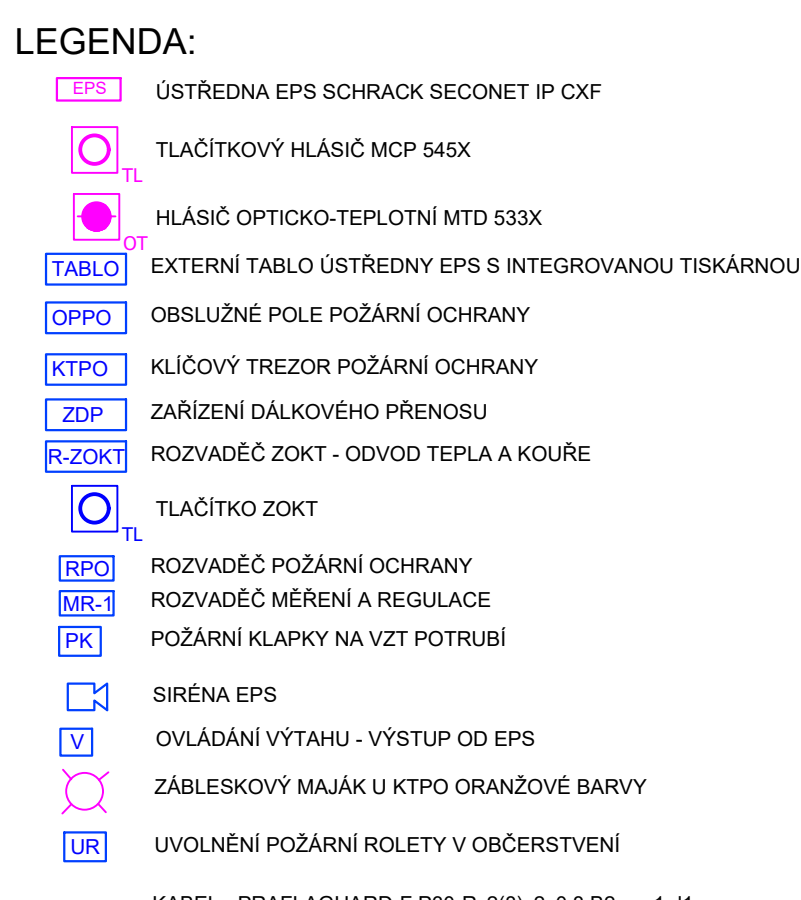 LEGENDA:
EPS ÚSTŘEDNA EPS SCHRACK SECONET IP CXF
TL TLAČÍTKOVÝ HLÁSIČ MCP 545X
OT HLÁSIČ OPTICKO-TEPLOTNÍ MTD 533X
TABLO EXTERNÍ TABLO ÚSTŘEDNY EPS S INTEGROVANOU TISKÁRNOU
OPPO OBSLUŽNÉ POLE POŽÁRNÍ OCHRANY
KTPO KLÍČOVÝ TREZOR POŽÁRNÍ OCHRANY
ZDP ZAŘÍZENÍ DÁLKOVÉHO PŘENOSU
R-ZOKT ROZVADĚČ ZOKT - ODVOD TEPLA A KOUŘE
TL TLAČÍTKO ZOKT
RPO ROZVADĚČ POŽÁRNÍ OCHRANY
MR-1 ROZVADĚČ MĚŘENÍ A REGULACE
PK POŽÁRNÍ KLAPKY NA VZT POTRUBÍ
SIRÉNA EPS
V OVLÁDÁNÍ VÝTAHU - VÝSTUP OD EPS
ZÁBLESKOVÝ MAJÁK U KTPO ORANŽOVÉ BARVY
UR UVOLNĚNÍ POŽÁRNÍ ROLETY V OBČERSTVENÍ
KABEL PRAFLAGUARD F